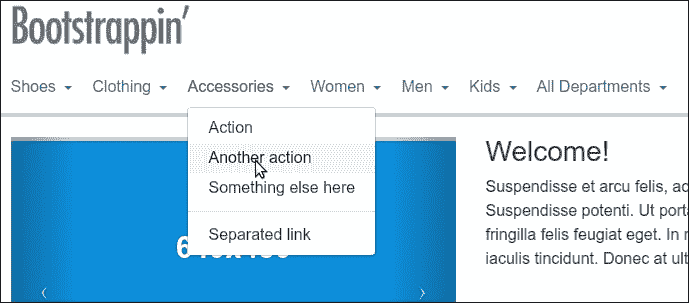 Bootstrappin'
Shoes Clothing Accessories Women Men Kids All Departments
Action
Another action
Something else here
Separated link
Welcome!
Suspendisse et arcu felis, ac
Suspendisse potenti. Ut porta
fringilla felis feugiat eget. In
iaculis tincidunt. Donec at ult